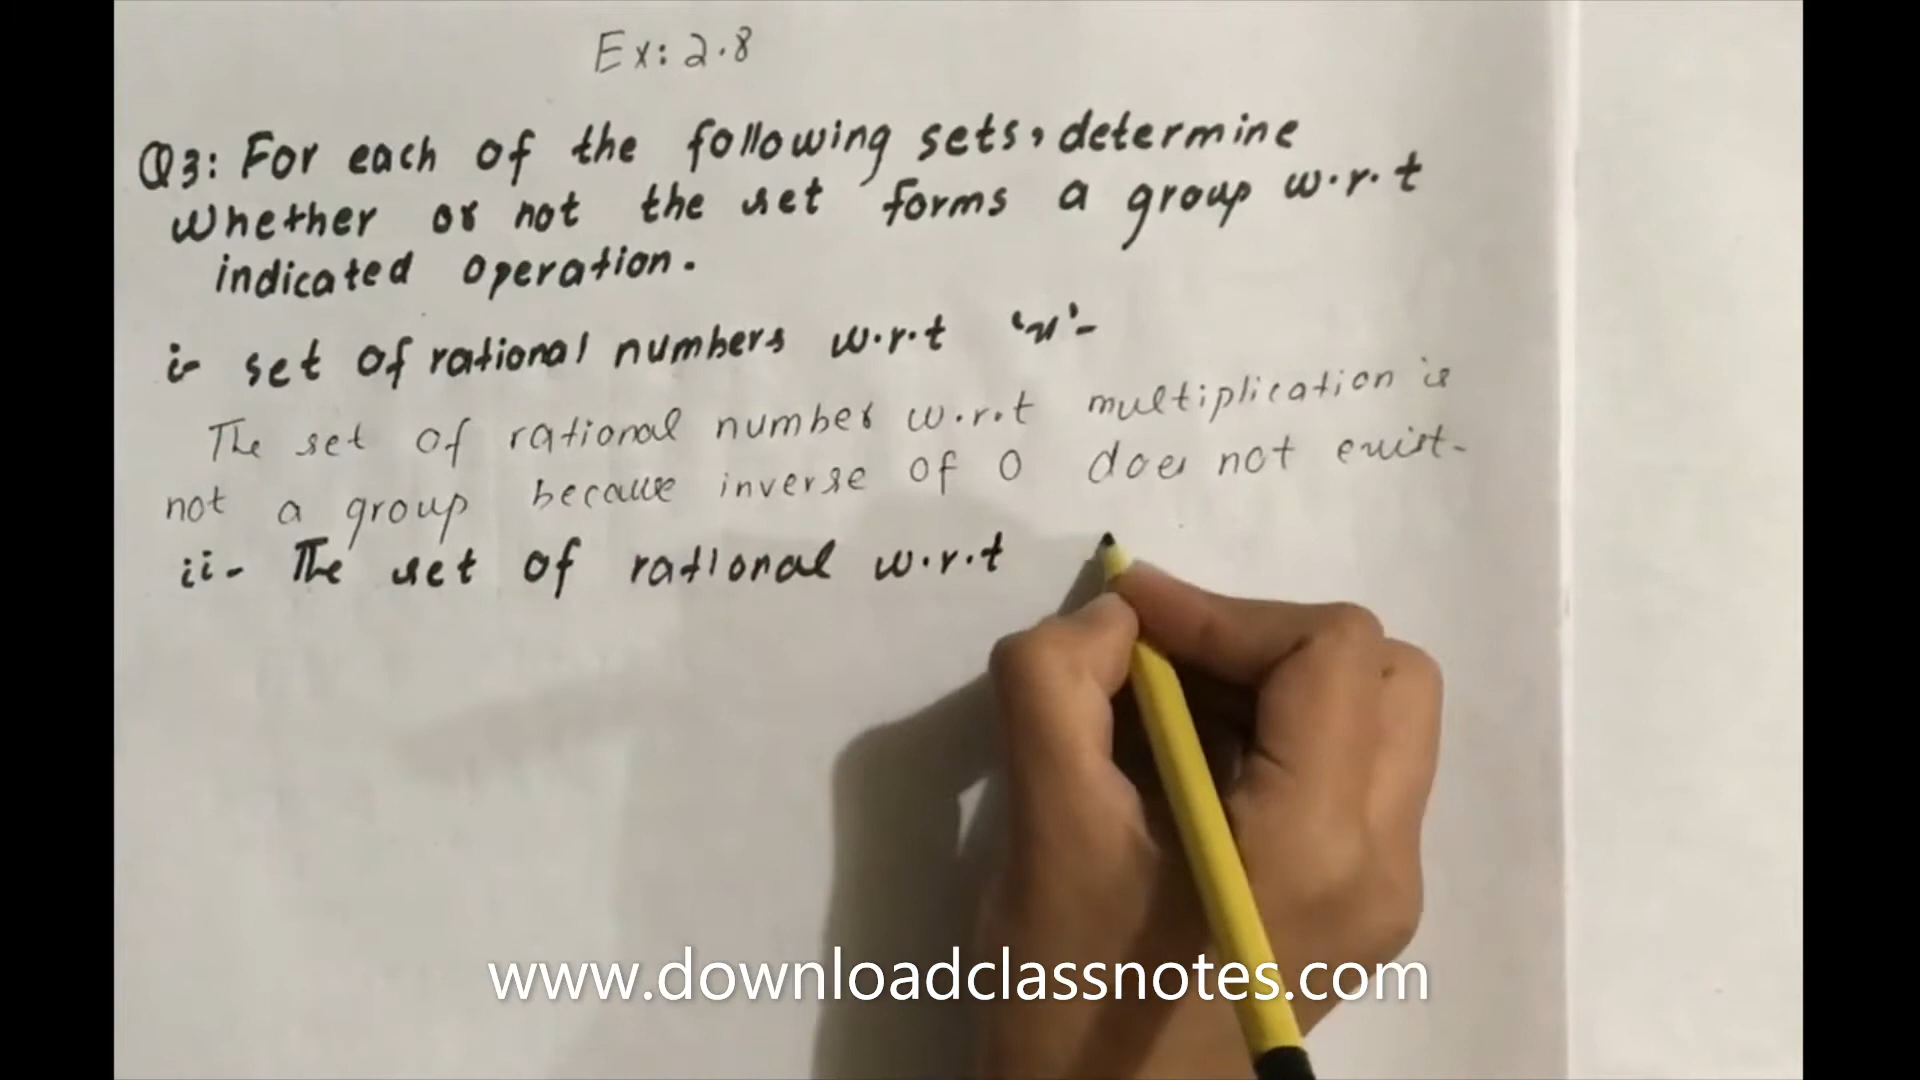 Ex: 2.8
Q3: For each of the following sets, determine
whether or not the set forms a group w.r.t
indicated operation.
i- set of rational numbers w.r.t 'x'-
The set of rational number w.r.t multiplication is
not a group because inverse of 0 does not exist-
ii- The set of rational w.r.t
www.downloadclassnotes.com